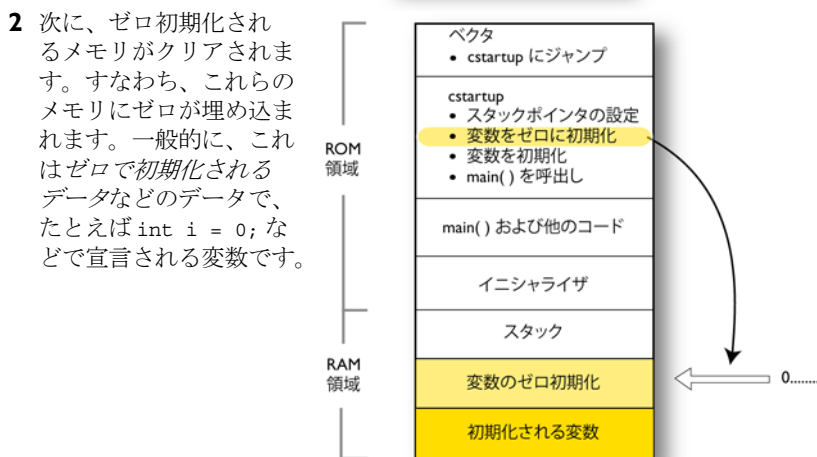 2 次に、ゼロ初期化され
るメモリがクリアされま
す。すなわち、これらの
メモリにゼロが埋め込ま
れます。一般的に、これ
はゼロで初期化される
データなどのデータで、
たとえば int i = 0; な
どで宣言される変数です。
ROM
領域
RAM
領域
ベクタ
• cstartup にジャンプ
cstartup
• スタックポインタの設定
• 変数をゼロに初期化
• 変数を初期化
• main( ) を呼出し
main( ) および他のコード
イニシャライザ
スタック
変数のゼロ初期化
初期化される変数
0........